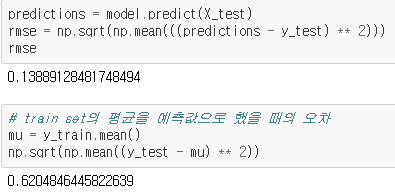 predictions = model.predict(X_test)
rmse = np.sqrt(np.mean(((predictions - y_test) ** 2)))
rmse
0.13889128481748494
# train set의 평균을 예측값으로 했을 때의 오차
mu = y_train.mean()
np.sqrt(np.mean((y_test - mu) ** 2))
0.6204846445822639